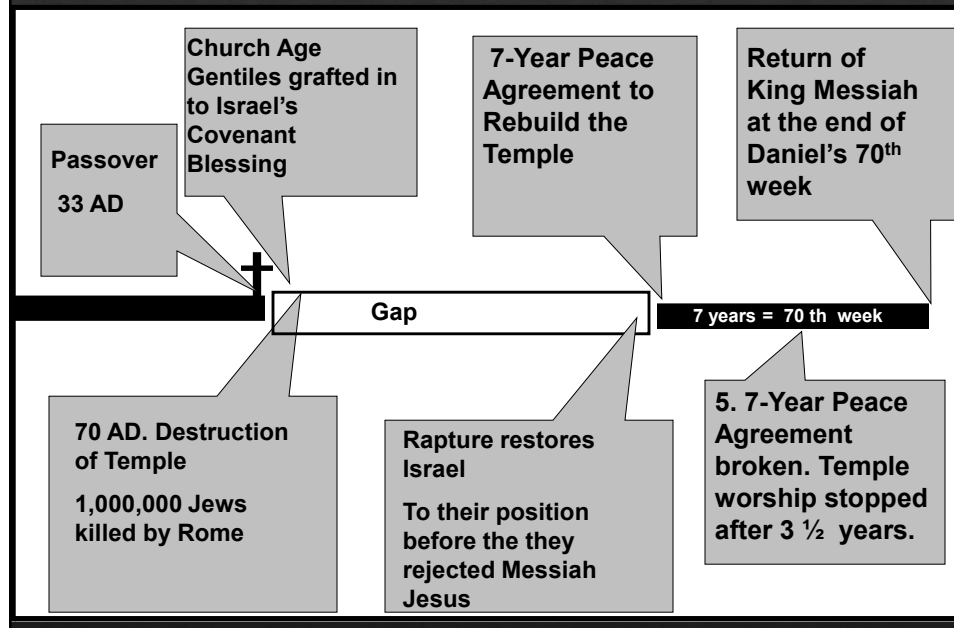 Passover
33 AD
Church Age
Gentiles grafted in
to Israel’s
Covenant
Blessing
7-Year Peace
Agreement to
Rebuild the
Temple
Return of
King Messiah
at the end of
Daniel’s 70th
week
Gap
7 years = 70 th week
70 AD. Destruction
of Temple
1,000,000 Jews
killed by Rome
Rapture restores
Israel
To their position
before the they
rejected Messiah
Jesus
5. 7-Year Peace
Agreement
broken. Temple
worship stopped
after 3 ½ years.